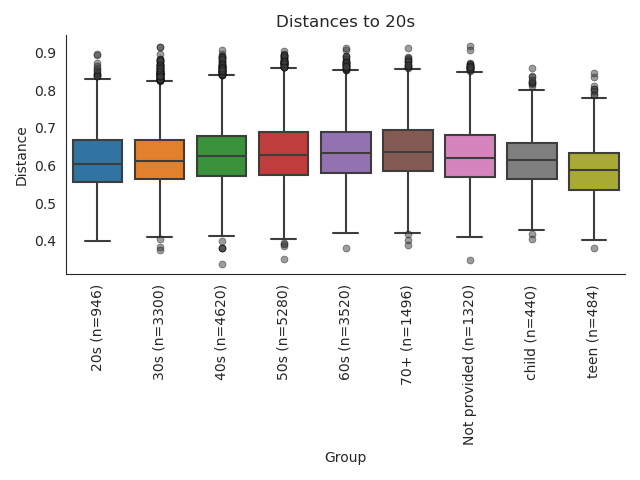 Distances to 20s
Distance
0.9
0.8
0.7
0.6
0.5
0.4
20s (n=946)
30s (n=3300)
40s (n=4620)
50s (n=5280)
60s (n=3520)
70+ (n=1496)
Not provided (n=1320)
child (n=440)
teen (n=484)
Group